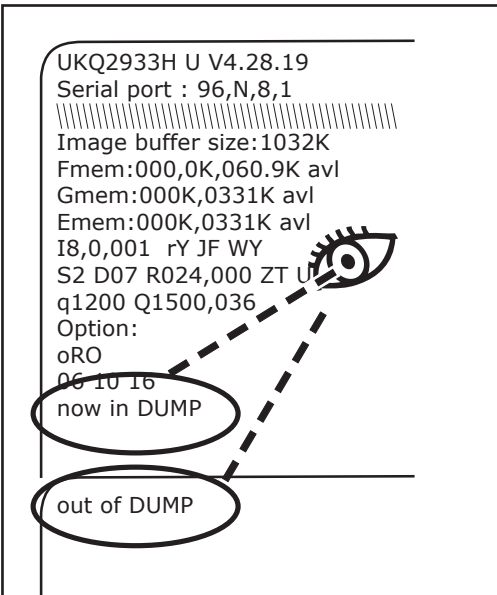 UKQ2933H U V4.28.19
Serial port : 96,N,8,1
\\\\\\\\\\\\\\\\\\\\\\\\\\\\\\\\\\\\\\\\\\\
Image buffer size:1032K
Fmem:000,0K,060.9K avl
Gmem:000K,0331K avl
Emem:000K,0331K avl
I8,0,001 rY JF WY
S2 D07 R024,000 ZT U
q1200 Q1500,036
Option:
oRO
06 10 16
now in DUMP
out of DUMP